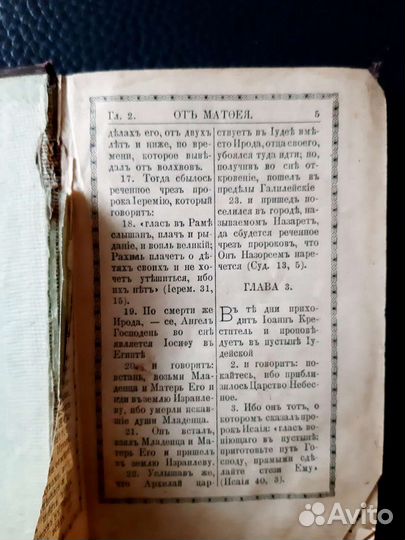 Гл. 2. ОТЪ МАТѲЕЯ. 5
дѣлахъ его, отъ двухъ
лѣтъ и ниже, по вре-
мени, которое вывѣ-
далъ отъ волхвовъ.
17. Тогда сбылось
реченное чрезъ про-
рока Іеремію, который
говоритъ:
18. «гласъ въ Рамѣ
слышанъ, плачъ и ры-
даніе, и вопль великій;
Рахиль плачетъ о дѣ-
тяхъ своихъ и не хо-
четъ утѣшиться, ибо
ихъ нѣтъ» (Іерем. 31,
15).
19. По смерти же
Ирода, — се, Ангелъ
Господень во снѣ
является Іосифу въ
Египтѣ
20. и говоритъ:
встань, возьми Мла-
денца и Матерь Его и
иди въ землю Израиле-
ву, ибо умерли искав-
шіе души Младенца.
21. Онъ всталъ,
взялъ Младенца и Ма-
терь Его и пришелъ
въ землю Израилеву.
22. Услышавъ же,
что Архелай цар-
ствуетъ въ Іудеѣ вмѣ-
сто Ирода, отца своего,
убоялся туда идти; но,
получивъ во снѣ от-
кровеніе, пошелъ въ
предѣлы Галилейскіе
23. и пришедъ по-
селился въ городѣ, на-
зываемомъ Назаретъ,
да сбудется реченное
чрезъ пророковъ, что
Онъ Назореемъ наре-
чется (Суд. 13, 5).
ГЛАВА 3.
Въ тѣ дни прихо-
дитъ Іоаннъ Кре-
ститель и проповѣ-
дуетъ въ пустынѣ Іу-
дейской
2. и говоритъ: по-
кайтесь, ибо прибли-
зилось Царство Небес-
ное.
3. Ибо онъ тотъ, о
которомъ сказалъ про-
рокъ Исаія: «гласъ во-
піющаго въ пустынѣ:
приготовьте путь Го-
споду, прямыми сдѣ-
лайте стези Ему»
(Исаія 40, 3).
Avito